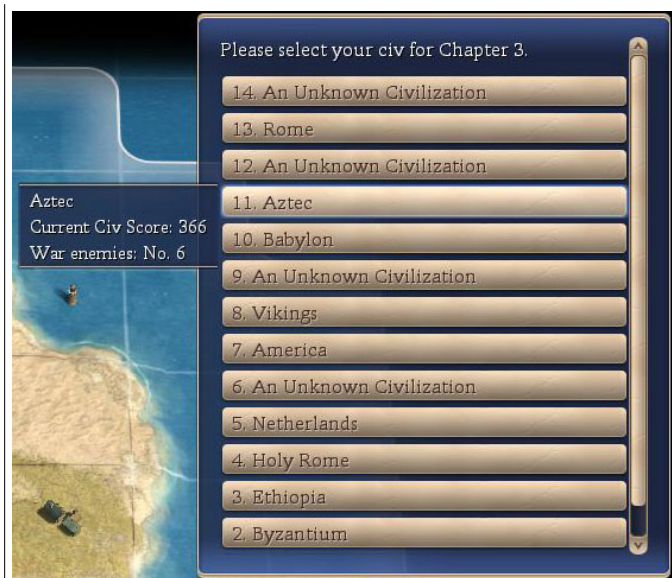 Please select your civ for Chapter 3.
14. An Unknown Civilization
13. Rome
12. An Unknown Civilization
11. Aztec
10. Babylon
9. An Unknown Civilization
8. Vikings
7. America
6. An Unknown Civilization
5. Netherlands
4. Holy Rome
3. Ethiopia
2. Byzantium
Aztec
Current Civ Score: 366
War enemies: No. 6